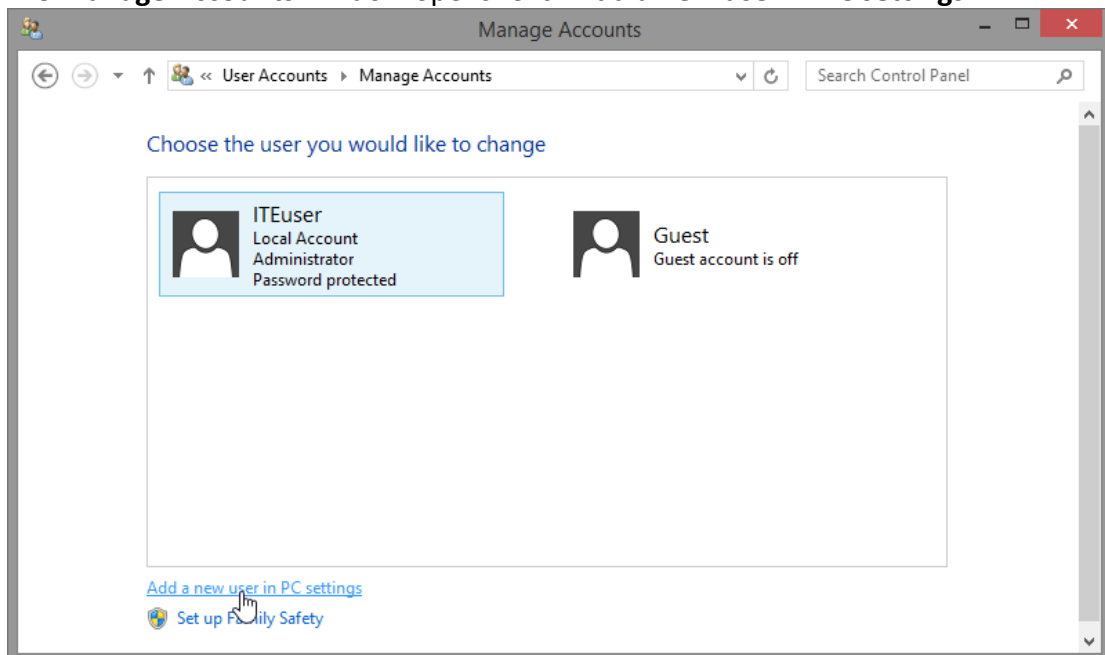 Manage Accounts
« User Accounts Manage Accounts
Search Control Panel
Choose the user you would like to change
ITEuser
Local Account
Administrator
Password protected
Guest
Guest account is off
Add a new user in PC settings
Set up Family Safety